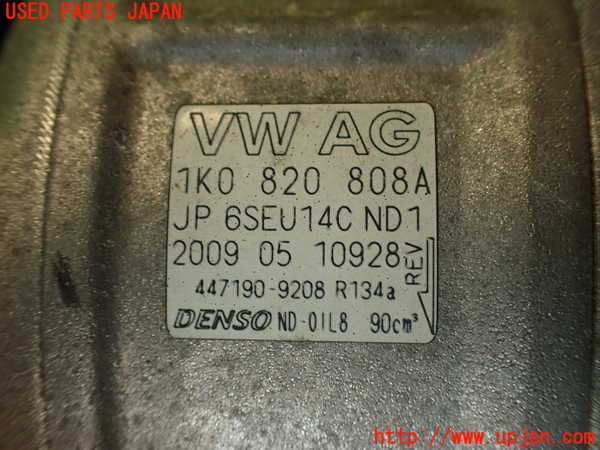 USED PARTS JAPAN
VW AG
1K0 820 808A
JP 6SEU14C ND1
2009 05 10928
REV
447190-9208 R134a
DENSO ND-OIL8 90cm³
http://www.upjpn.com/